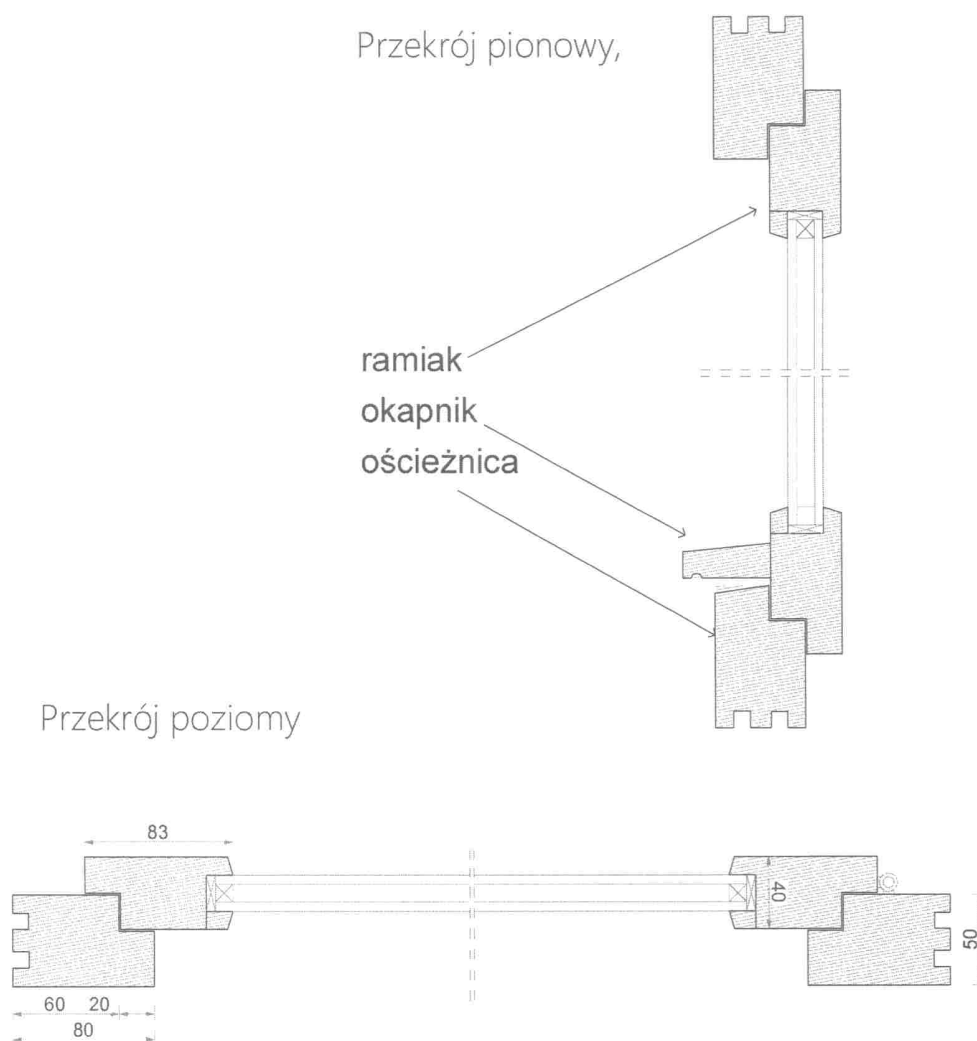 Przekrój pionowy,
ramiak
okapnik
ościeżnica
Przekrój poziomy
83
40
50
60 20
80